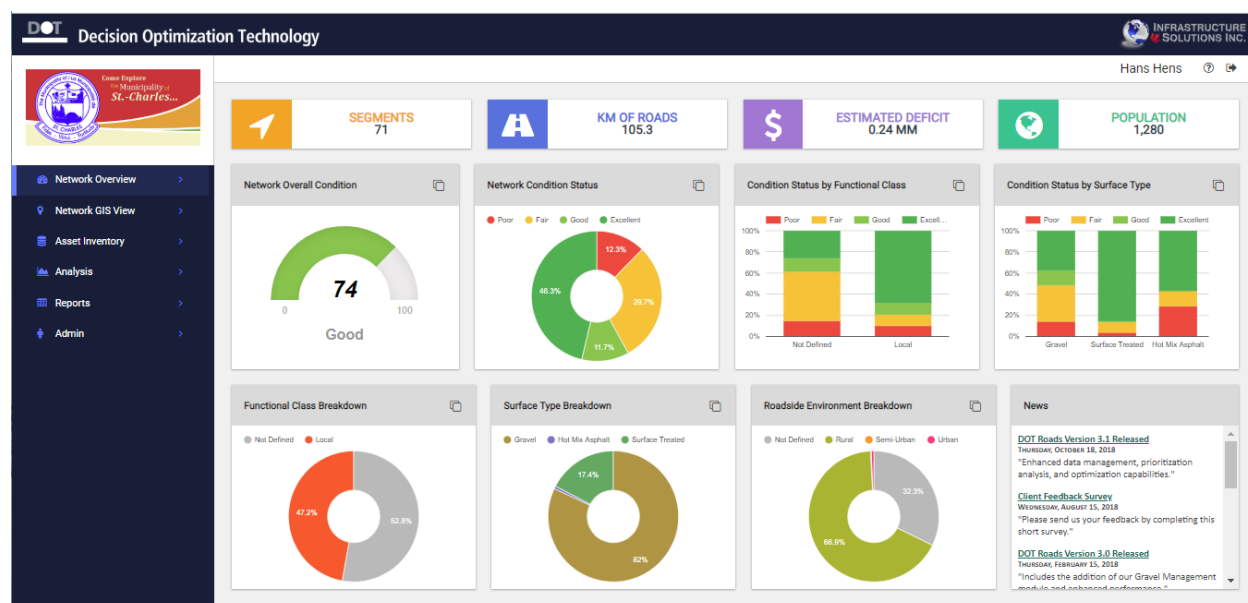 DOT
Decision Optimization Technology
INFRASTRUCTURE
SOLUTIONS INC.
Hans Hens
Come Explore
the Municipality of
St.-Charles...
ST. CHARLES
SEGMENTS
71
KM OF ROADS
105.3
ESTIMATED DEFICIT
0.24 MM
POPULATION
1,280
Network Overview
Network GIS View
Asset Inventory
Analysis
Reports
Admin
Network Overall Condition
74
0
100
Good
Network Condition Status
Poor Fair Good Excellent
12.3%
29.7%
11.7%
46.3%
Condition Status by Functional Class
Poor Fair Good Excell...
100%
80%
60%
40%
20%
0%
Not Defined Local
Condition Status by Surface Type
Poor Fair Good Excellent
100%
80%
60%
40%
20%
0%
Gravel Surface Treated Hot Mix Asphalt
Functional Class Breakdown
Not Defined Local
47.2%
52.8%
Surface Type Breakdown
Gravel Hot Mix Asphalt Surface Treated
17.4%
82%
Roadside Environment Breakdown
Not Defined Rural Semi-Urban Urban
32.3%
66.9%
News
DOT Roads Version 3.1 Released
THURSDAY, OCTOBER 18, 2018
"Enhanced data management, prioritization
analysis, and optimization capabilities."
Client Feedback Survey
WEDNESDAY, AUGUST 15, 2018
"Please send us your feedback by completing this
short survey."
DOT Roads Version 3.0 Released
THURSDAY, FEBRUARY 15, 2018
"Includes the addition of our Gravel Management
module and enhanced performance."